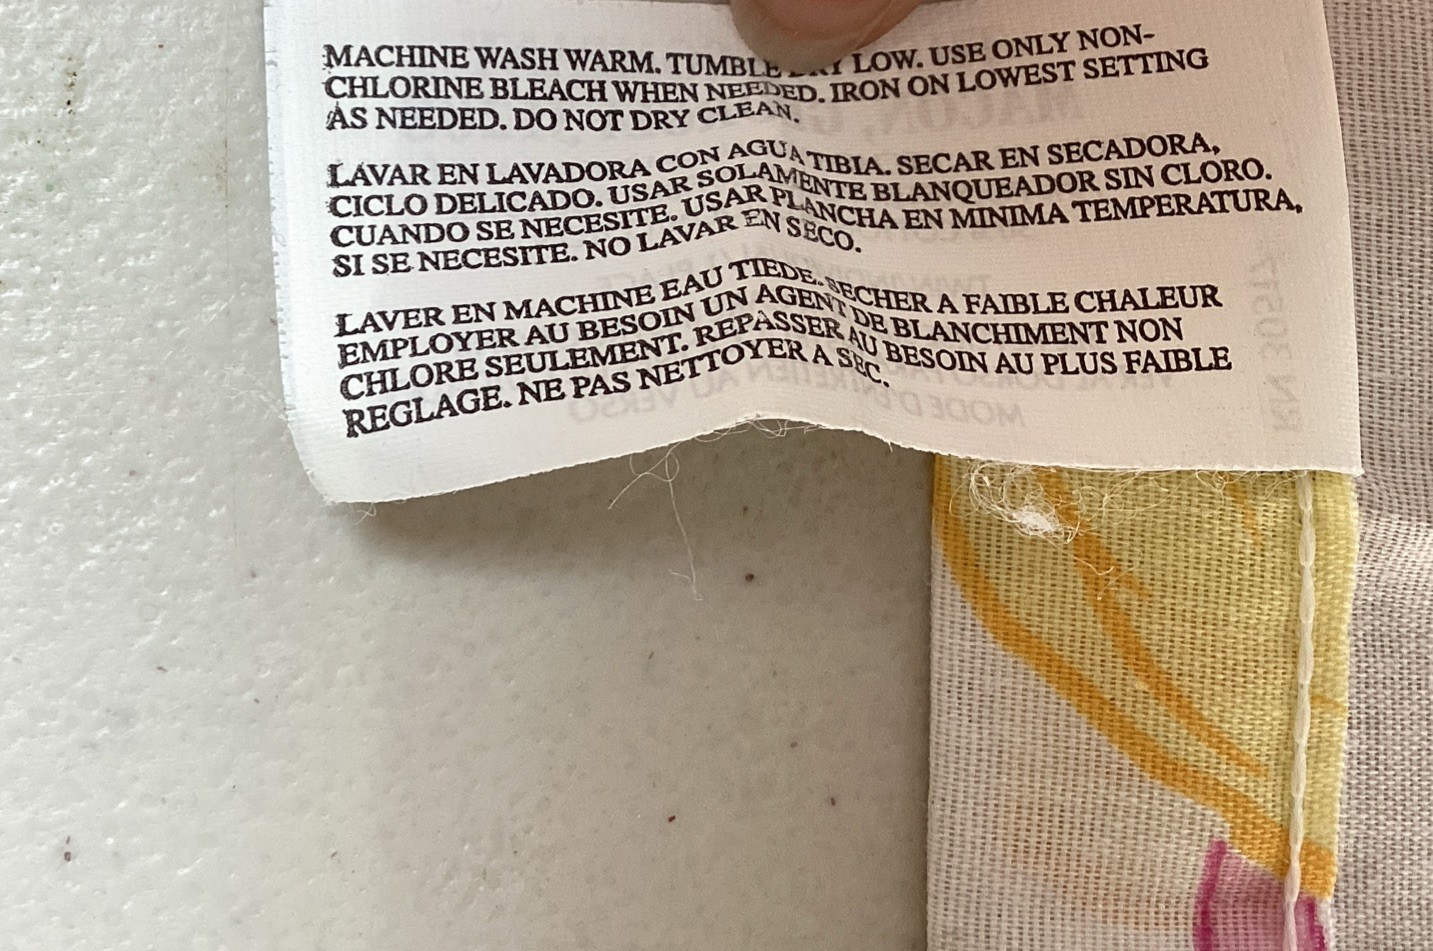 MACHINE WASH WARM. TUMBLE DRY LOW. USE ONLY NON-
CHLORINE BLEACH WHEN NEEDED. IRON ON LOWEST SETTING
AS NEEDED. DO NOT DRY CLEAN.
LAVAR EN LAVADORA CON AGUA TIBIA. SECAR EN SECADORA,
CICLO DELICADO. USAR SOLAMENTE BLANQUEADOR SIN CLORO.
CUANDO SE NECESITE. USAR PLANCHA EN MINIMA TEMPERATURA,
SI SE NECESITE. NO LAVAR EN SECO.
LAVER EN MACHINE EAU TIEDE. SECHER A FAIBLE CHALEUR
EMPLOYER AU BESOIN UN AGENT DE BLANCHIMENT NON
CHLORE SEULEMENT. REPASSER AU BESOIN AU PLUS FAIBLE
REGLAGE. NE PAS NETTOYER A SEC.